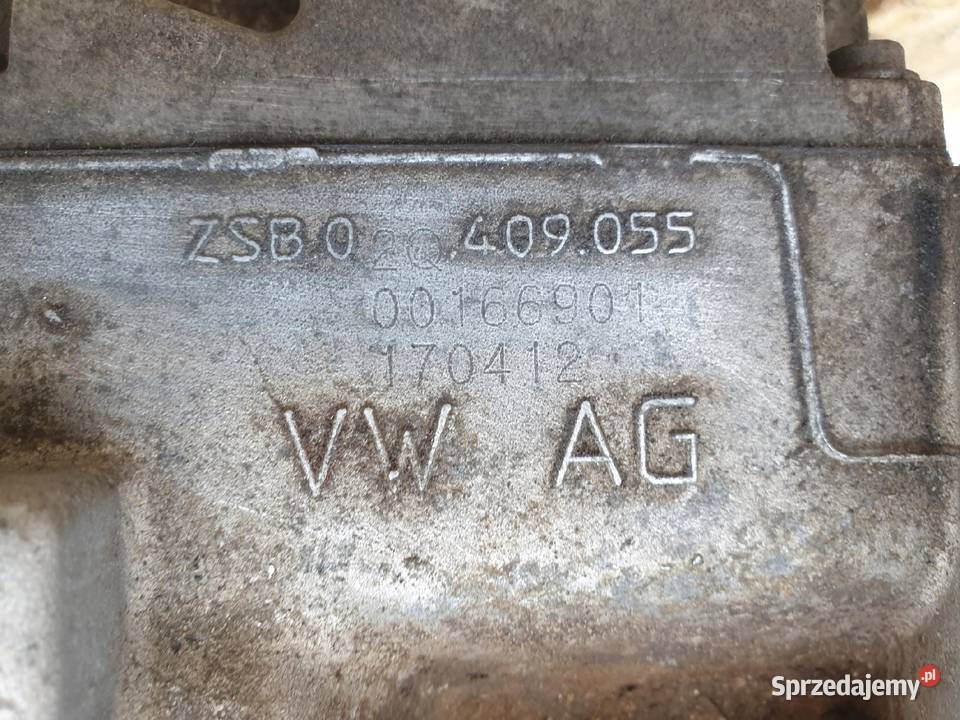 ZSB.02Q.409.055
00166901
170412
VW AG
Sprzedajemy.pl